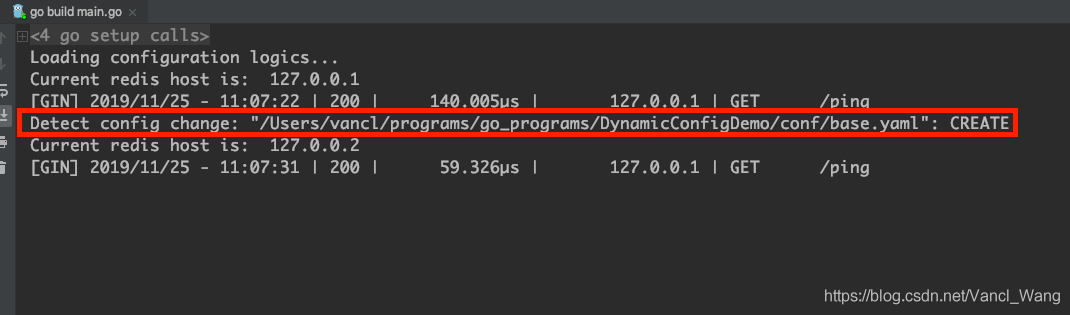 go build main.go
<4 go setup calls>
Loading configuration logics...
Current redis host is:  127.0.0.1
[GIN] 2019/11/25 - 11:07:22 | 200 |     140.005µs |       127.0.0.1 | GET      /ping
Detect config change: "/Users/vancl/programs/go_programs/DynamicConfigDemo/conf/base.yaml": CREATE
Current redis host is:  127.0.0.2
[GIN] 2019/11/25 - 11:07:31 | 200 |      59.326µs |       127.0.0.1 | GET      /ping
https://blog.csdn.net/Vancl_Wang